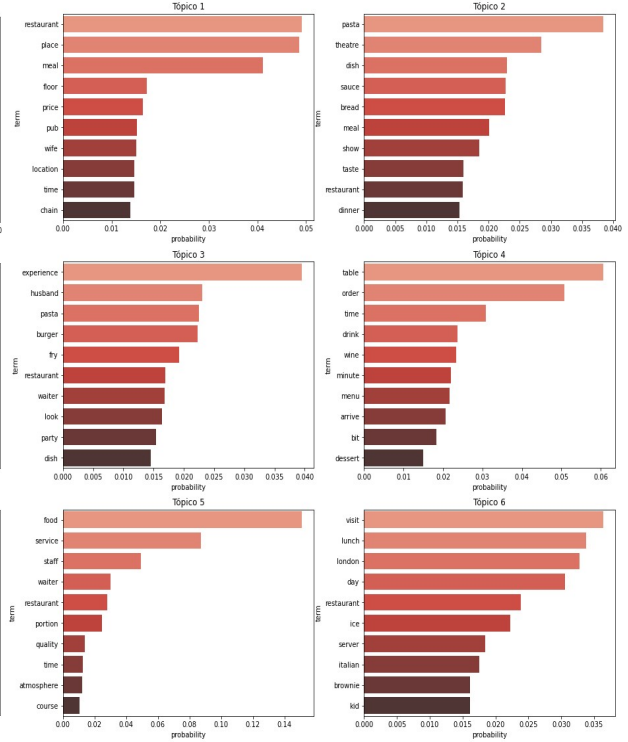 Tópico 1
restaurant
place
meal
floor
price
pub
wife
location
time
chain
term
0.00 0.01 0.02 0.03 0.04 0.05
probability
Tópico 2
pasta
theatre
dish
sauce
bread
meal
show
taste
restaurant
dinner
term
0.000 0.005 0.010 0.015 0.020 0.025 0.030 0.035 0.040
probability
Tópico 3
experience
husband
pasta
burger
fry
restaurant
waiter
look
party
dish
term
0.000 0.005 0.010 0.015 0.020 0.025 0.030 0.035 0.040
probability
Tópico 4
table
order
time
drink
wine
minute
menu
arrive
bit
dessert
term
0.00 0.01 0.02 0.03 0.04 0.05 0.06
probability
Tópico 5
food
service
staff
waiter
restaurant
portion
quality
time
atmosphere
course
term
0.00 0.02 0.04 0.06 0.08 0.10 0.12 0.14
probability
Tópico 6
visit
lunch
london
day
restaurant
ice
server
italian
brownie
kid
term
0.000 0.005 0.010 0.015 0.020 0.025 0.030 0.035
probability